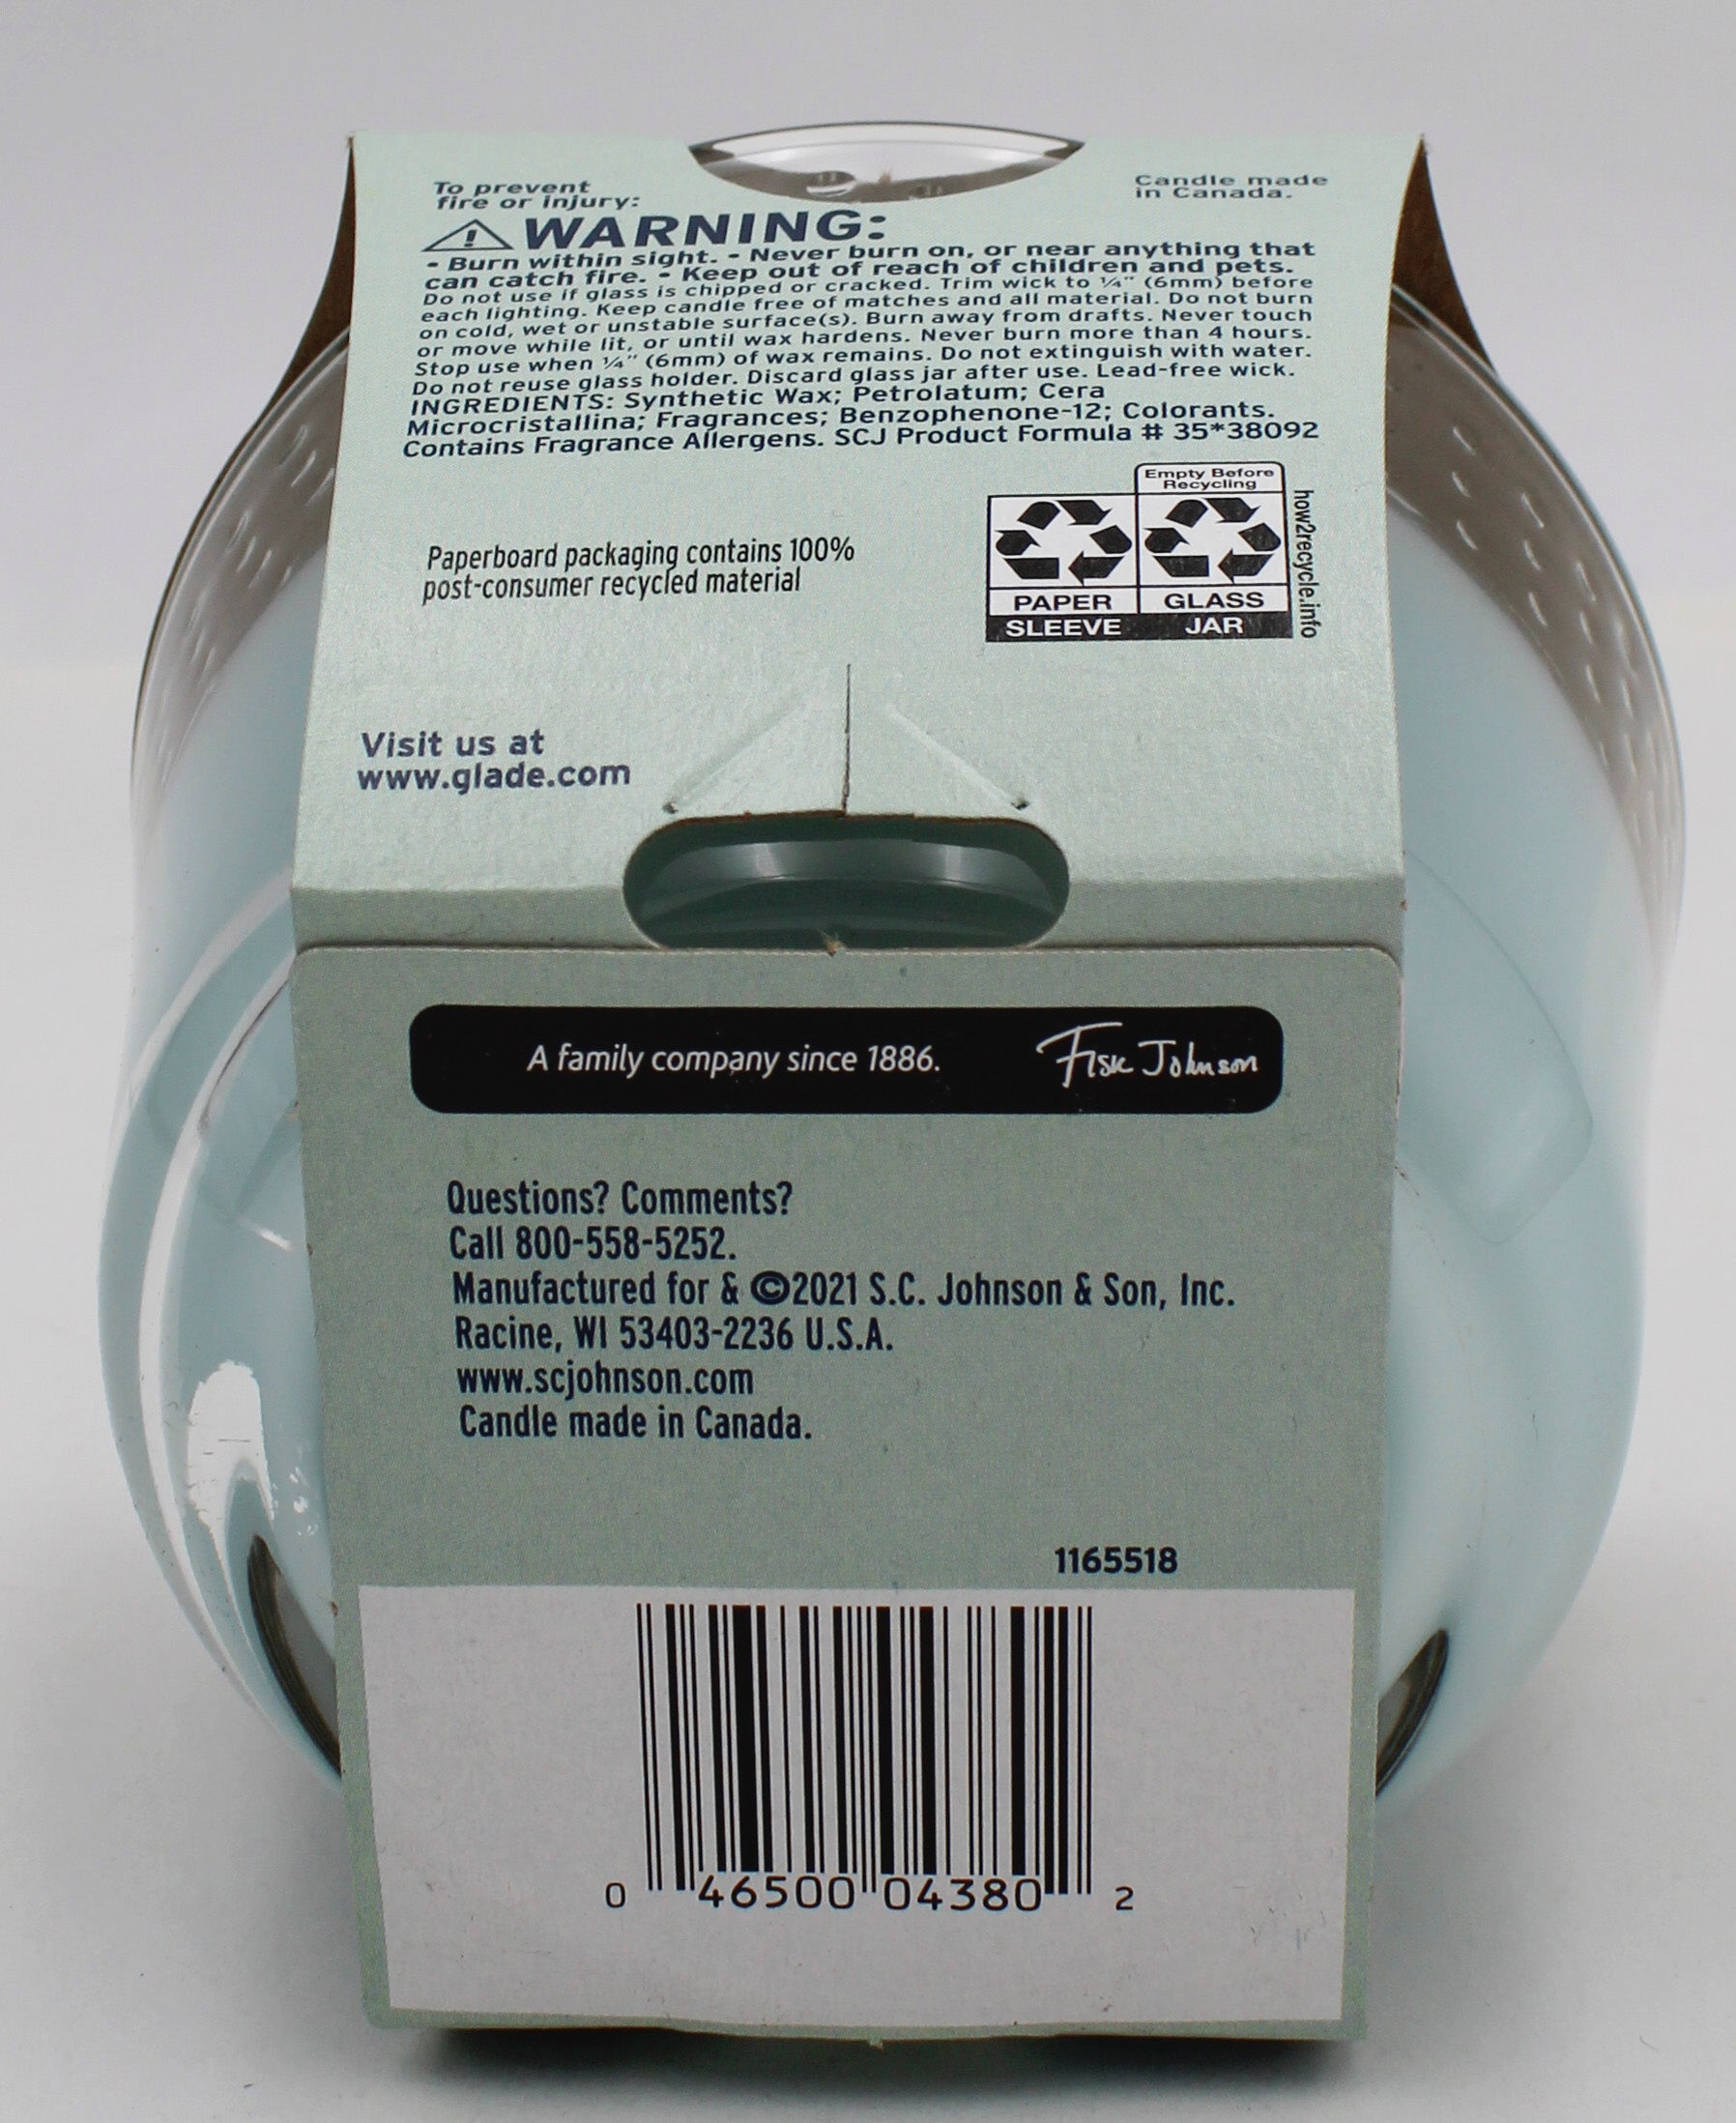 To prevent
fire or injury:
Candle made
in Canada.
WARNING:
- Burn within sight. - Never burn on, or near anything that
can catch fire. - Keep out of reach of children and pets.
Do not use if glass is chipped or cracked. Trim wick to ¼" (6mm) before
each lighting. Keep candle free of matches and all material. Do not burn
on cold, wet or unstable surface(s). Burn away from drafts. Never touch
or move while lit, or until wax hardens. Never burn more than 4 hours.
Stop use when ¼" (6mm) of wax remains. Do not extinguish with water.
Do not reuse glass holder. Discard glass jar after use. Lead-free wick.
INGREDIENTS: Synthetic Wax; Petrolatum; Cera
Microcristallina; Fragrances; Benzophenone-12; Colorants.
Contains Fragrance Allergens. SCJ Product Formula # 35*38092
Empty Before
Recycling
PAPER
SLEEVE
GLASS
JAR
how2recycle.info
Paperboard packaging contains 100%
post-consumer recycled material
Visit us at
www.glade.com
A family company since 1886.
Fisk Johnson
Questions? Comments?
Call 800-558-5252.
Manufactured for & ©2021 S.C. Johnson & Son, Inc.
Racine, WI 53403-2236 U.S.A.
www.scjohnson.com
Candle made in Canada.
1165518
0 46500 04380 2